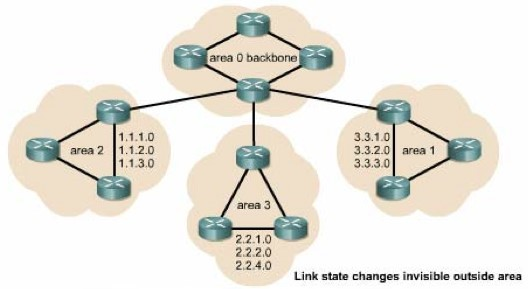 area 0 backbone
area 2
1.1.1.0
1.1.2.0
1.1.3.0
3.3.1.0
3.3.2.0
3.3.3.0
area 1
area 3
2.2.1.0
2.2.2.0
2.2.4.0
Link state changes invisible outside area